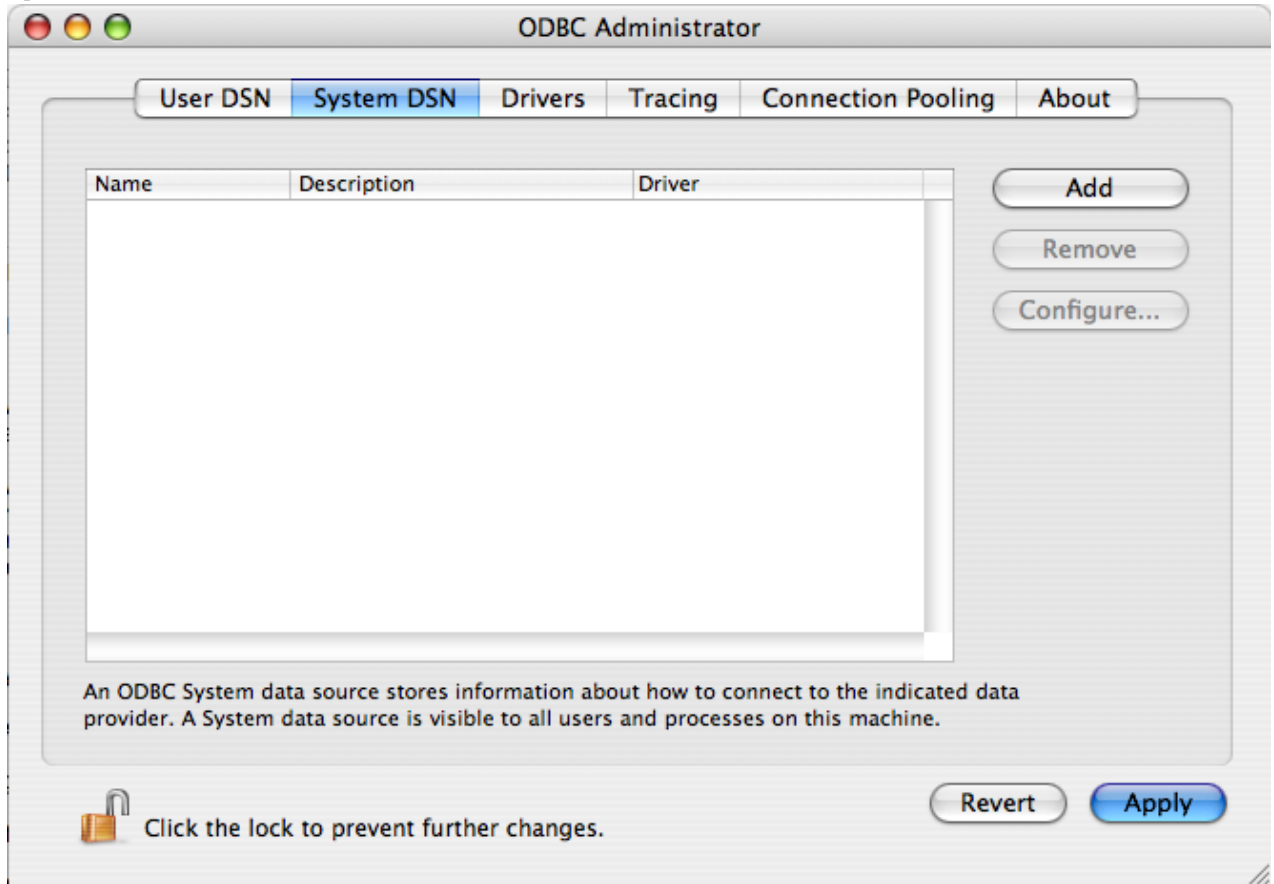 ODBC Administrator
User DSN System DSN Drivers Tracing Connection Pooling About
Name Description Driver
Add
Remove
Configure...
An ODBC System data source stores information about how to connect to the indicated data
provider. A System data source is visible to all users and processes on this machine.
Click the lock to prevent further changes.
Revert Apply